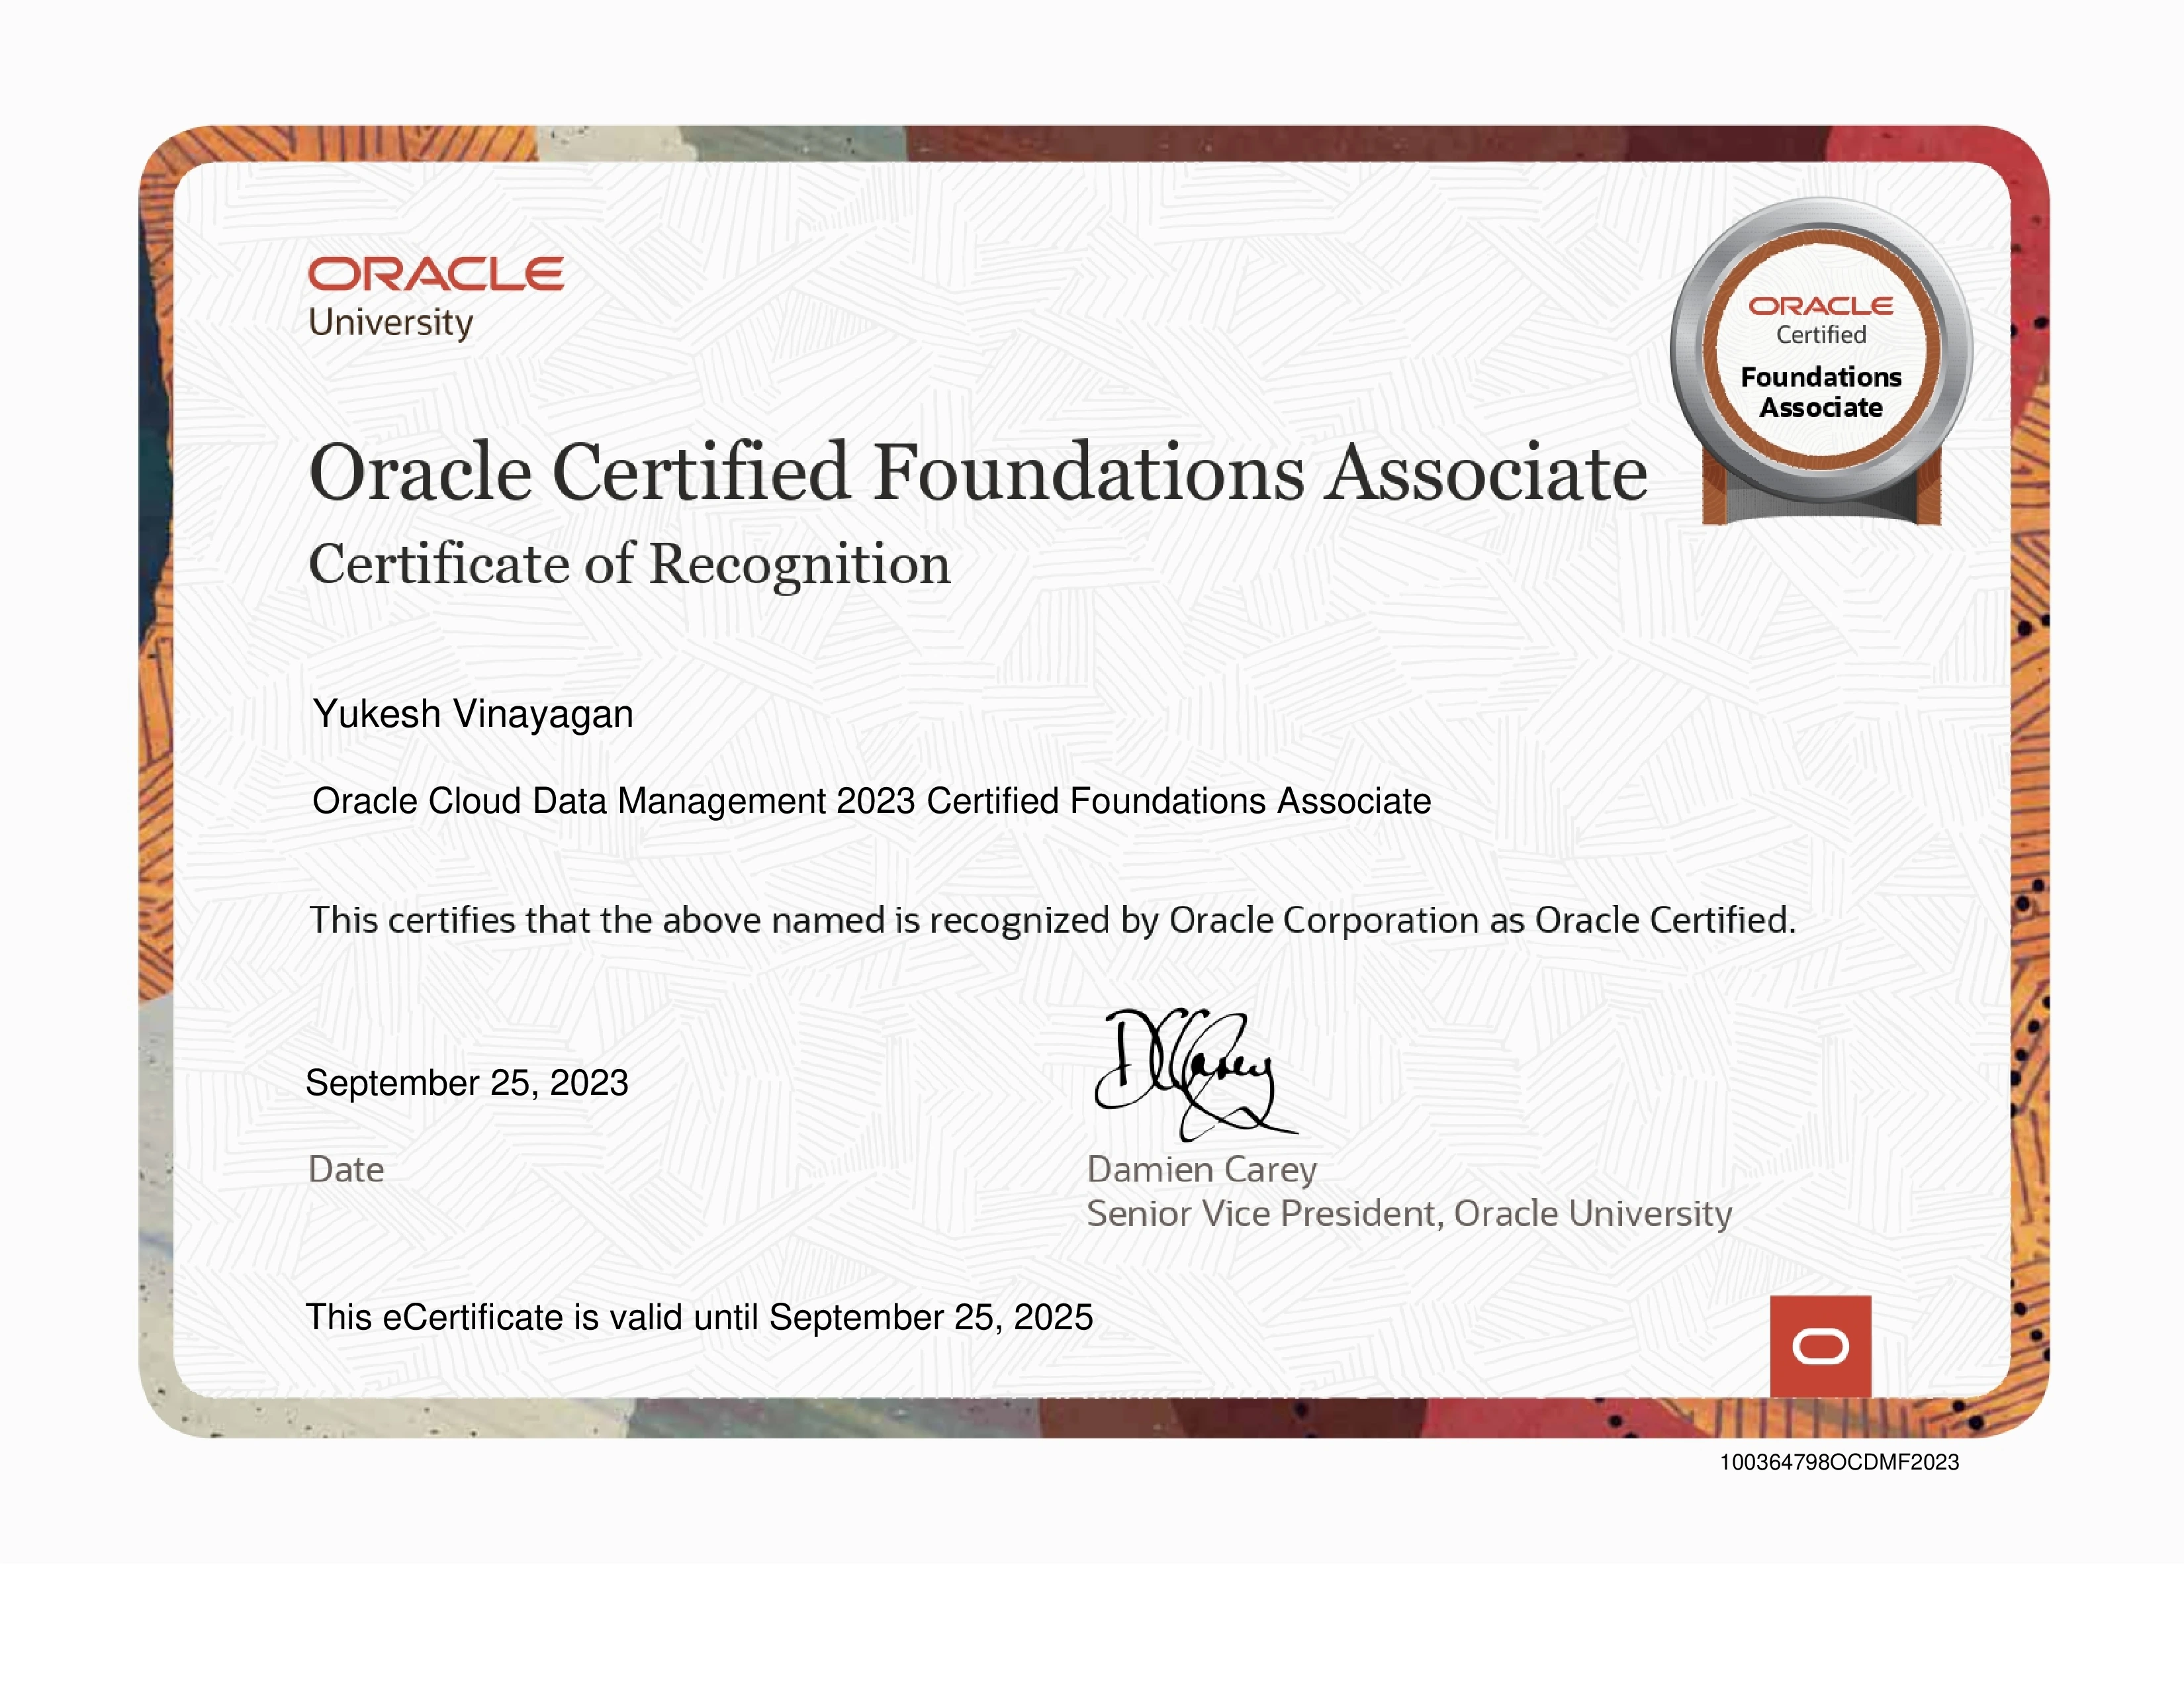 ORACLE
University
ORACLE
Certified
Foundations
Associate
Oracle Certified Foundations Associate
Certificate of Recognition
Yukesh Vinayagan
Oracle Cloud Data Management 2023 Certified Foundations Associate
This certifies that the above named is recognized by Oracle Corporation as Oracle Certified.
September 25, 2023
Date
DCCarey
Damien Carey
Senior Vice President, Oracle University
This eCertificate is valid until September 25, 2025
100364798OCDMF2023